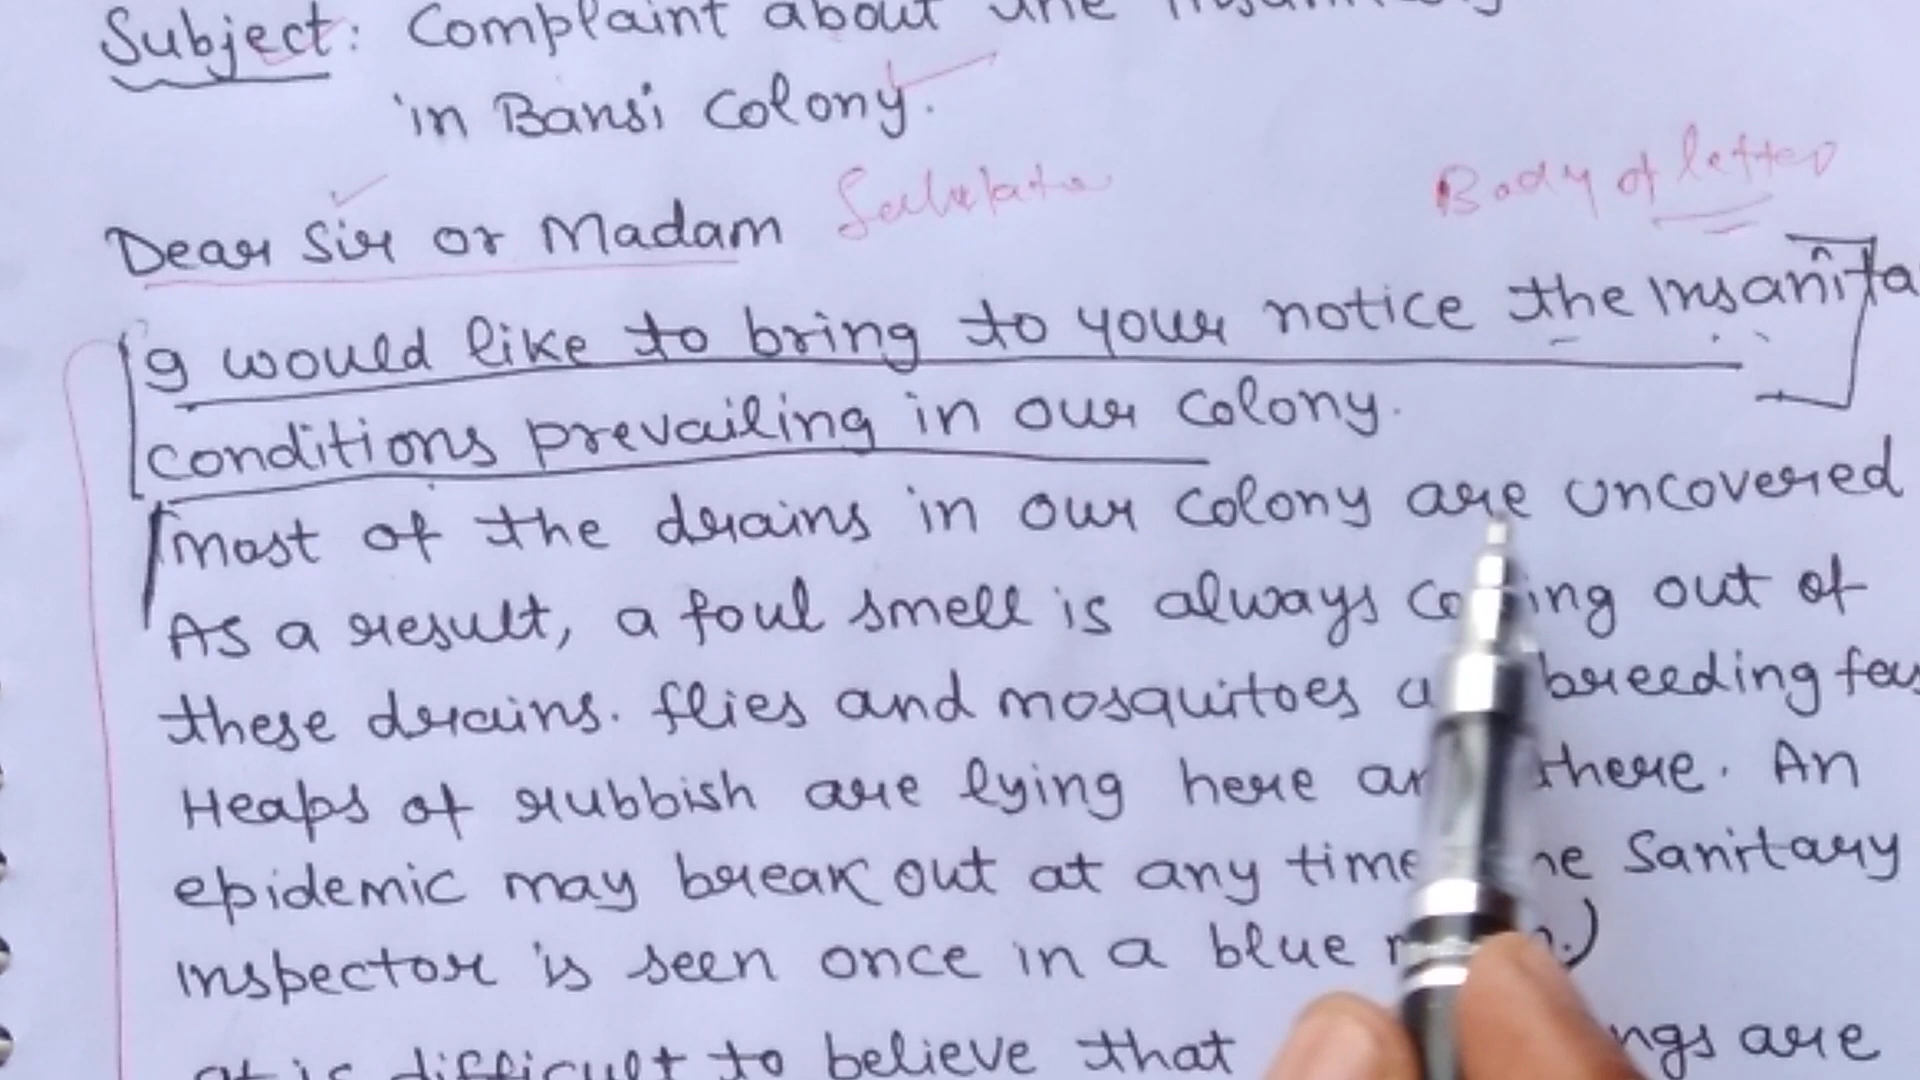 Subject: Complaint about the
in Bansi Colony.
Dear Sir or Madam
Body of letter
I would like to bring to your notice the Insanita
conditions prevailing in our colony.
most of the drains in our colony are uncovered
As a result, a foul smell is always coming out of
these drains. flies and mosquitoes breeding
Heaps of rubbish are lying here and there. An
epidemic may break out at any time Sanitary
inspector is seen once in a blue
It is difficult to believe that are